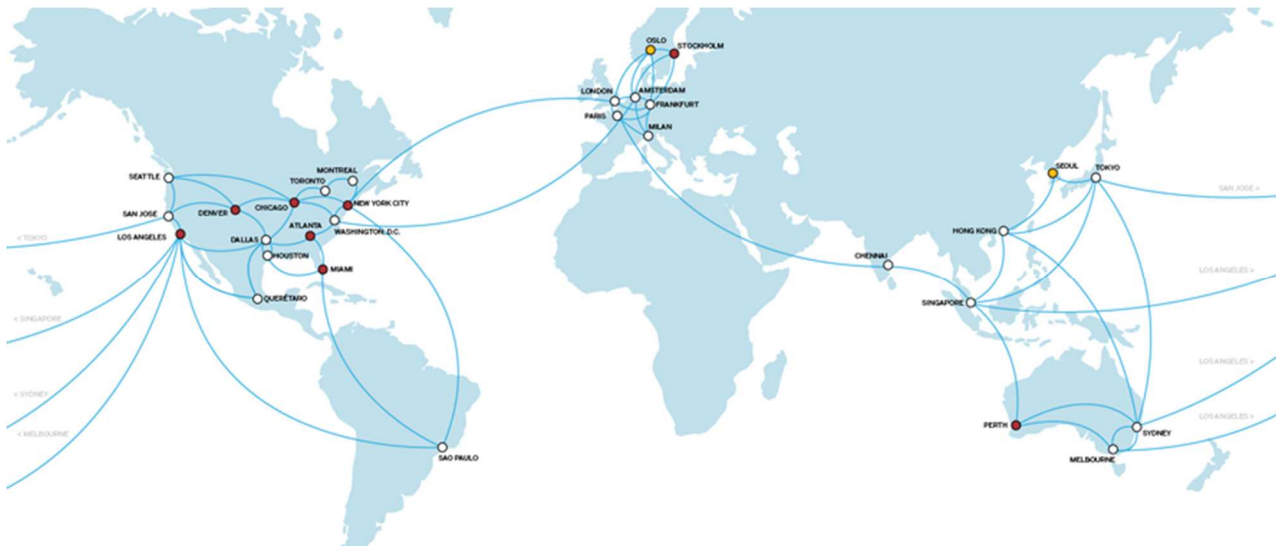 OSLO
STOCKHOLM
LONDON
AMSTERDAM
FRANKFURT
PARIS
MILAN
SEATTLE
MONTREAL
TORONTO
SAN JOSE
DENVER
CHICAGO
NEW YORK CITY
LOS ANGELES
DALLAS
ATLANTA
WASHINGTON, D.C.
HOUSTON
MIAMI
QUERÉTARO
SAO PAULO
< TOKYO
< SINGAPORE
< SYDNEY
< MELBOURNE
SEOUL
TOKYO
SAN JOSE >
HONG KONG
CHENNAI
LOS ANGELES >
SINGAPORE
LOS ANGELES >
LOS ANGELES >
PERTH
SYDNEY
MELBOURNE